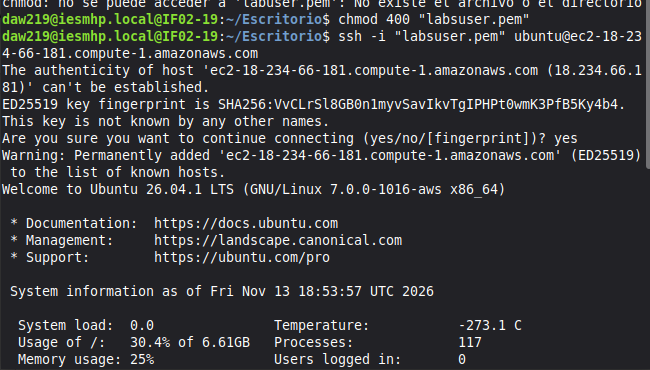 chmod: no se puede acceder a 'labuser.pem': No existe el archivo o el directorio
daw219@iesmhp.local@IF02-19:~/Escritorio$ chmod 400 "labsuser.pem"
daw219@iesmhp.local@IF02-19:~/Escritorio$ ssh -i "labsuser.pem" ubuntu@ec2-18-23
4-66-181.compute-1.amazonaws.com
The authenticity of host 'ec2-18-234-66-181.compute-1.amazonaws.com (18.234.66.1
81)' can't be established.
ED25519 key fingerprint is SHA256:VvCLrSl8GB0n1myvSavIkvTgIPHPt0wmK3PfB5Ky4b4.
This key is not known by any other names.
Are you sure you want to continue connecting (yes/no/[fingerprint])? yes
Warning: Permanently added 'ec2-18-234-66-181.compute-1.amazonaws.com' (ED25519)
 to the list of known hosts.
Welcome to Ubuntu 26.04.1 LTS (GNU/Linux 7.0.0-1016-aws x86_64)

 * Documentation:  https://docs.ubuntu.com
 * Management:     https://landscape.canonical.com
 * Support:        https://ubuntu.com/pro

 System information as of Fri Nov 13 18:53:57 UTC 2026

  System load:  0.0               Temperature:           -273.1 C
  Usage of /:   30.4% of 6.61GB   Processes:             117
  Memory usage: 25%               Users logged in:       0